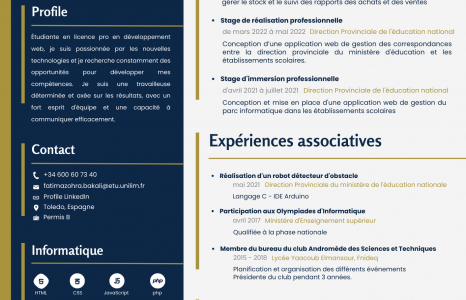 Profile
Étudiante en licence pro en développement
web, je suis passionnée par les nouvelles
technologies et je recherche constamment des
opportunités pour développer mes
compétences. Je suis une travailleuse
déterminée et axée sur les résultats, avec un
fort esprit d'équipe et une capacité à
communiquer efficacement.
Contact
+34 600 60 73 40
fatimazohra.bakali@etu.unilim.fr
Profile LinkedIn
Toledo, Espagne
Permis B
Informatique
HTML
CSS
JavaScript
php
php
gérer le stock et le suivi des rapports des achats et des ventes
Stage de réalisation professionnelle
de mars 2022 à mai 2022 Direction Provinciale de l'éducation national
Conception d'une application web de gestion des correspondances
entre la direction provinciale du ministère d'éducation et les
établissements scolaires.
Stage d'immersion professionnelle
d'avril 2021 à juillet 2021 Direction Provinciale de l'éducation national
Conception et mise en place d'une application web de gestion du
parc informatique dans les établissements scolaires
Expériences associatives
Réalisation d'un robot détecteur d'obstacle
mai 2021 Direction Provinciale du ministère de l'éducation nationale
Langage C - IDE Arduino
Participation aux Olympiades d'Informatique
avril 2017 Ministère d'Enseignement supérieur
Qualifiée à la phase nationale
Membre du bureau du club Andromède des Sciences et Techniques
2015 - 2018 Lycée Yaacoub Elmansour, Fnideq
Planification et organisation des différents événements
Présidente du club pendant 3 années.